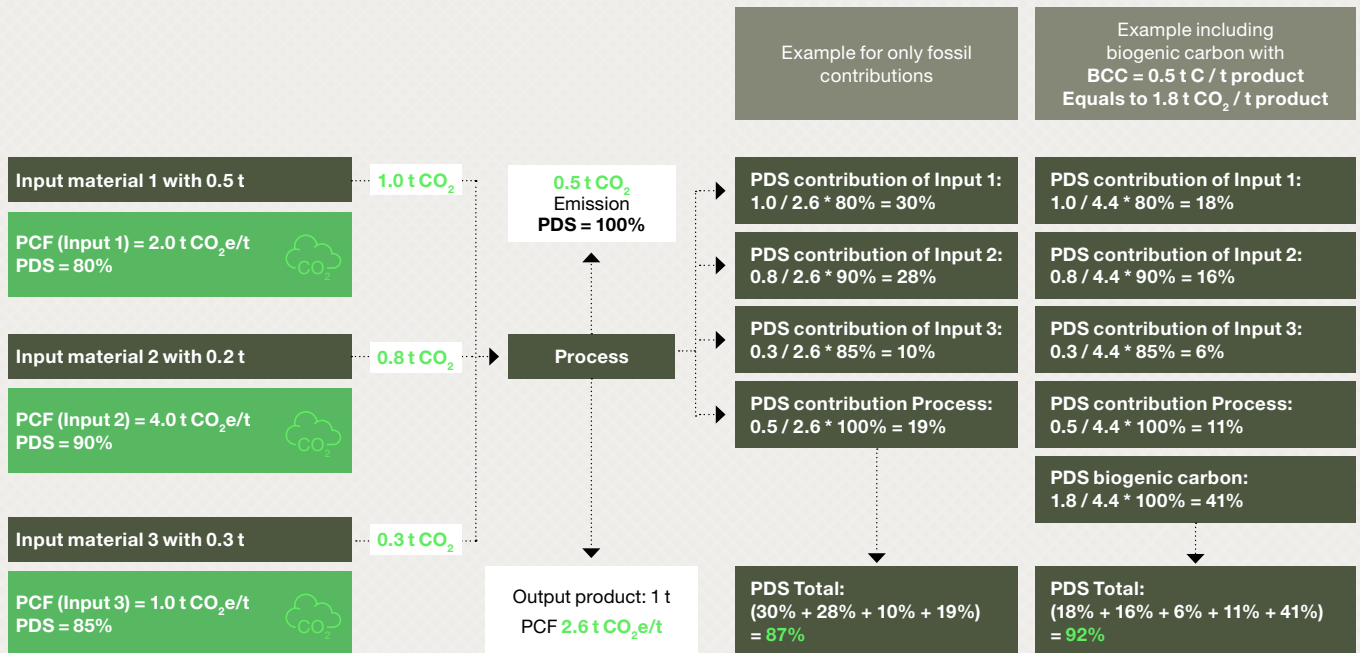 Example for only fossil
contributions
Example including
biogenic carbon with
BCC = 0.5 t C / t product
Equals to 1.8 t CO₂ / t product
Input material 1 with 0.5 t
1.0 t CO₂
PCF (Input 1) = 2.0 t CO₂e/t
PDS = 80%
CO₂
Input material 2 with 0.2 t
0.8 t CO₂
PCF (Input 2) = 4.0 t CO₂e/t
PDS = 90%
CO₂
Input material 3 with 0.3 t
0.3 t CO₂
PCF (Input 3) = 1.0 t CO₂e/t
PDS = 85%
CO₂
0.5 t CO₂
Emission
PDS = 100%
Process
Output product: 1 t
PCF 2.6 t CO₂e/t
PDS contribution of Input 1:
1.0 / 2.6 * 80% = 30%
PDS contribution of Input 2:
0.8 / 2.6 * 90% = 28%
PDS contribution of Input 3:
0.3 / 2.6 * 85% = 10%
PDS contribution Process:
0.5 / 2.6 * 100% = 19%
PDS Total:
(30% + 28% + 10% + 19%)
= 87%
PDS contribution of Input 1:
1.0 / 4.4 * 80% = 18%
PDS contribution of Input 2:
0.8 / 4.4 * 90% = 16%
PDS contribution of Input 3:
0.3 / 4.4 * 85% = 6%
PDS contribution Process:
0.5 / 4.4 * 100% = 11%
PDS biogenic carbon:
1.8 / 4.4 * 100% = 41%
PDS Total:
(18% + 16% + 6% + 11% + 41%)
= 92%